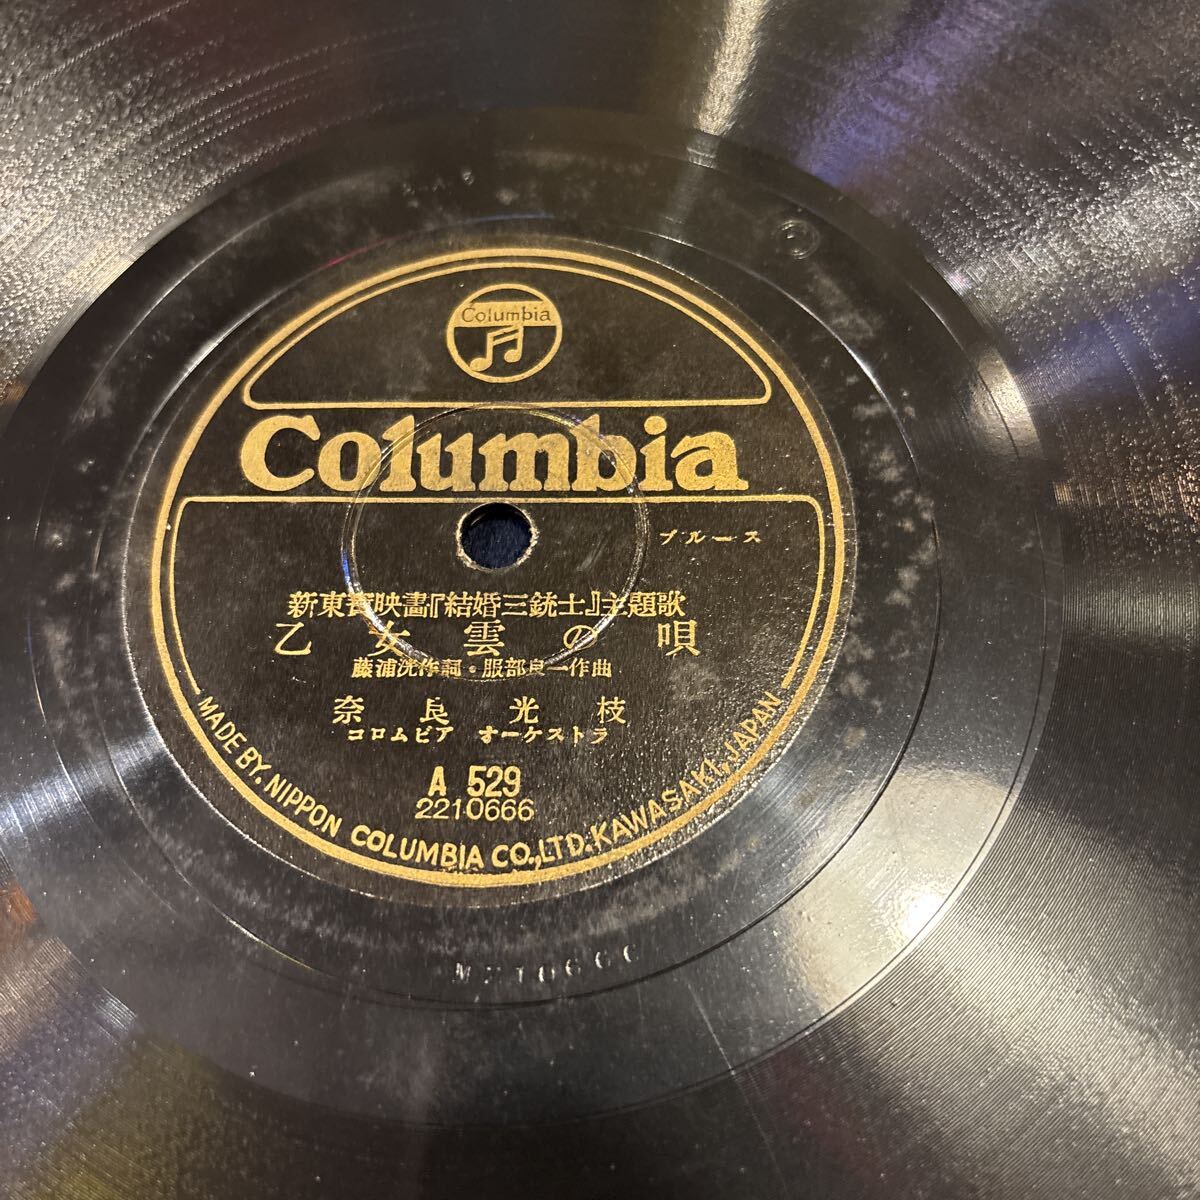 Columbia
Columbia
ブルース
新東宝映畫『結婚三銃士』主題歌
乙女雲の唄
藤浦洸作詞・服部良一作曲
奈良光枝
コロムビア オーケストラ
A 529
2210666
MADE BY. NIPPON COLUMBIA CO.,LTD. KAWASAKI, JAPAN